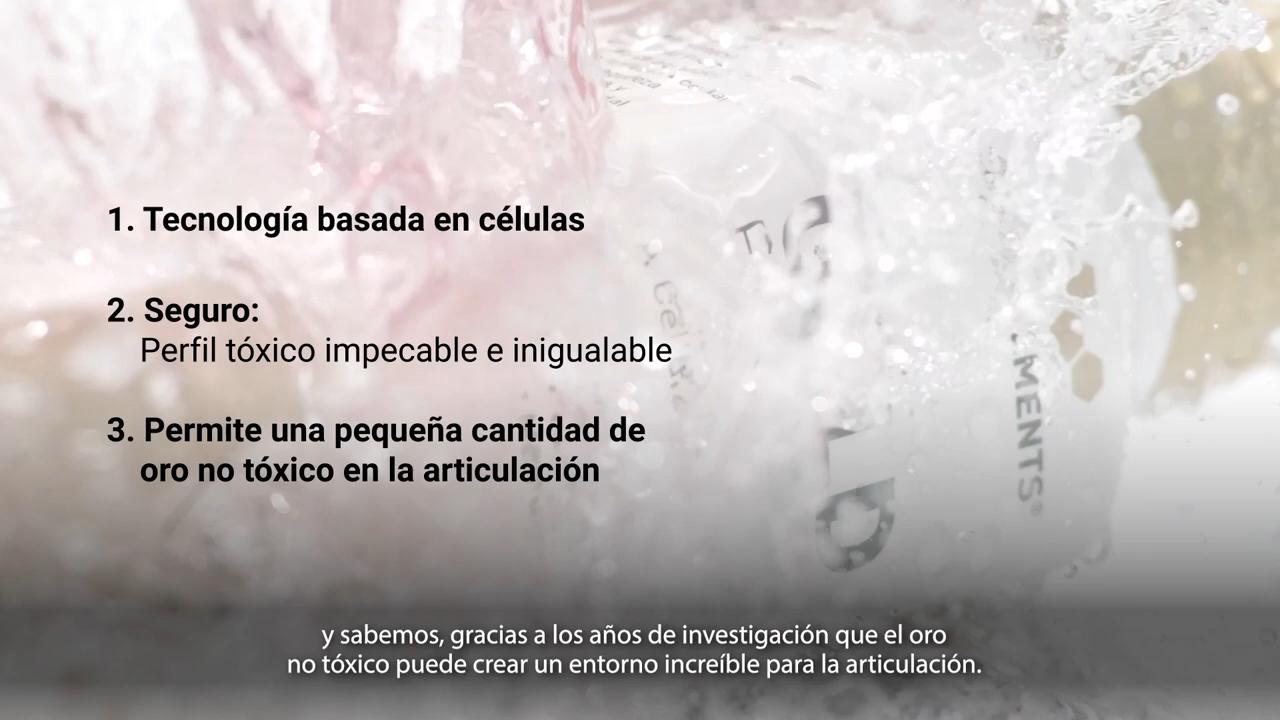 1. Tecnología basada en células
2. Seguro:
Perfil tóxico impecable e inigualable
3. Permite una pequeña cantidad de
oro no tóxico en la articulación
MENTS®
LD
y sabemos, gracias a los años de investigación que el oro
no tóxico puede crear un entorno increíble para la articulación.